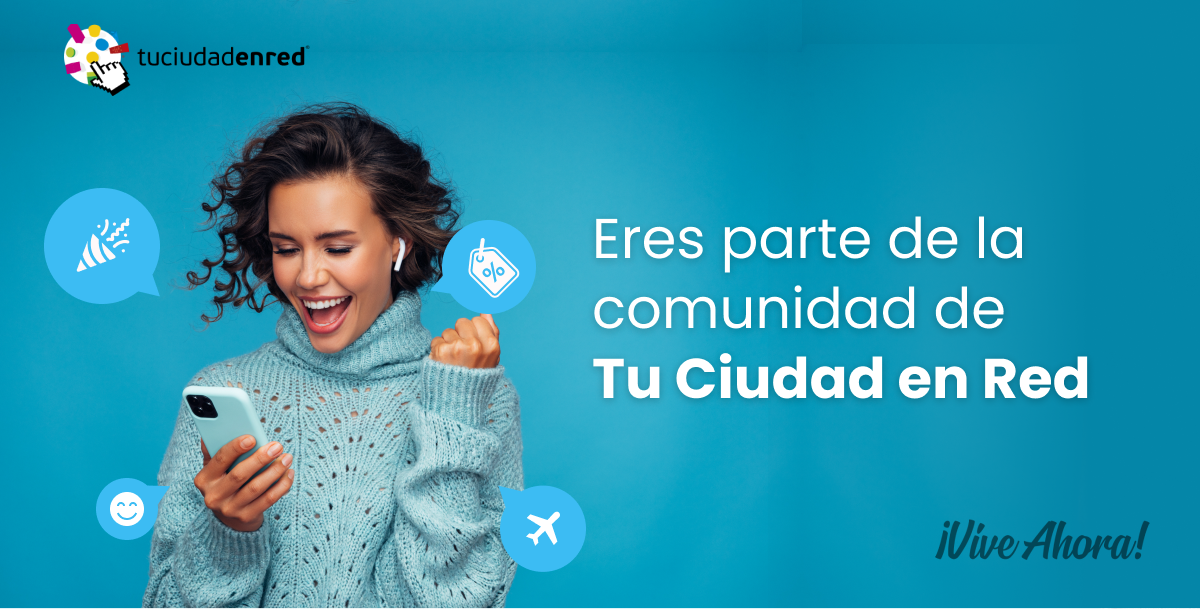 tuciudadenred®
%
Eres parte de la
comunidad de
Tu Ciudad en Red
¡Vive Ahora!